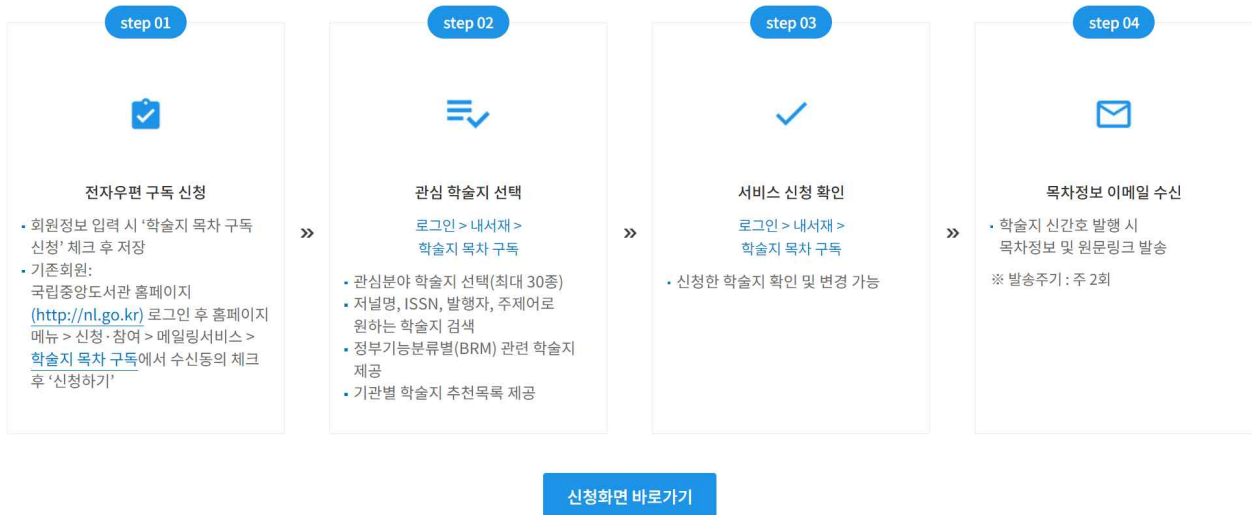 step 01
전자우편 구독 신청
▪ 회원정보 입력 시 ‘학술지 목차 구독
신청’ 체크 후 저장
▪ 기존회원:
국립중앙도서관 홈페이지
(http://nl.go.kr) 로그인 후 홈페이지
메뉴 > 신청·참여 > 메일링서비스 >
학술지 목차 구독에서 수신동의 체크
후 ‘신청하기’
»
step 02
관심 학술지 선택
로그인 > 내서재 >
학술지 목차 구독
▪ 관심분야 학술지 선택(최대 30종)
▪ 저널명, ISSN, 발행자, 주제어로
원하는 학술지 검색
▪ 정부기능분류별(BRM) 관련 학술지
제공
▪ 기관별 학술지 추천목록 제공
»
step 03
서비스 신청 확인
로그인 > 내서재 >
학술지 목차 구독
▪ 신청한 학술지 확인 및 변경 가능
»
step 04
목차정보 이메일 수신
▪ 학술지 신간호 발행 시
목차정보 및 원문링크 발송
※ 발송주기 : 주 2회
신청화면 바로가기